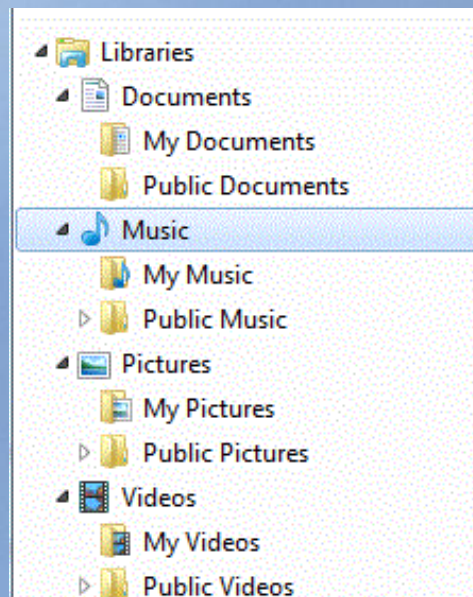 Libraries
Documents
My Documents
Public Documents
Music
My Music
Public Music
Pictures
My Pictures
Public Pictures
Videos
My Videos
Public Videos